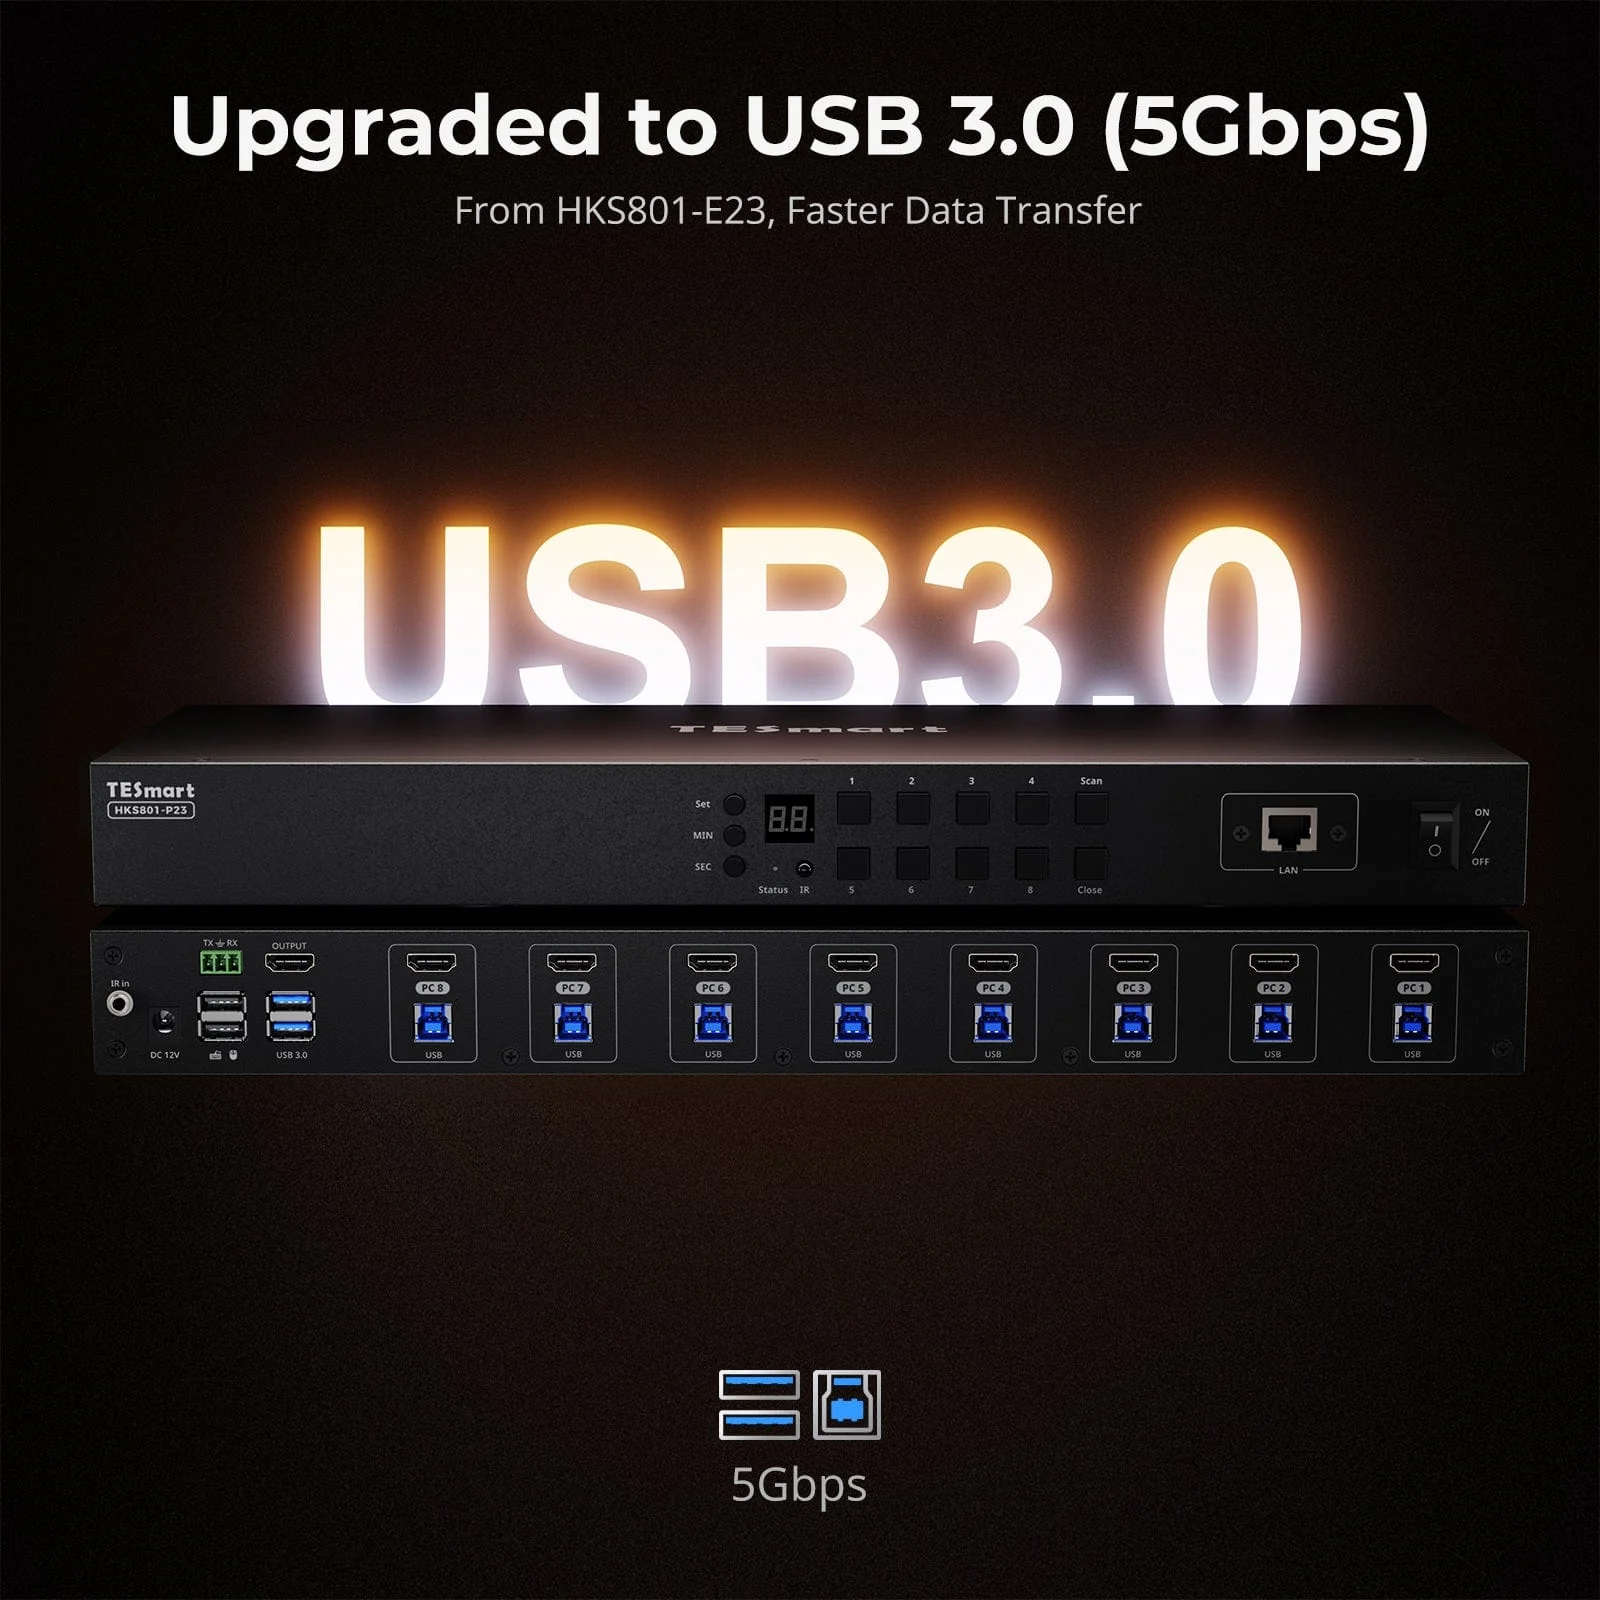 Upgraded to USB 3.0 (5Gbps)
From HKS801-E23, Faster Data Transfer
USB3.0
TESmart
TESmart
HKS801-P23
Set
MIN
SEC
8.8.
Status IR
1 2 3 4 Scan
5 6 7 8 Close
LAN
ON
OFF
TX RX
OUTPUT
IR in
DC 12V
USB 3.0
PC 8 PC 7 PC 6 PC 5 PC 4 PC 3 PC 2 PC 1
USB USB USB USB USB USB USB USB
5Gbps